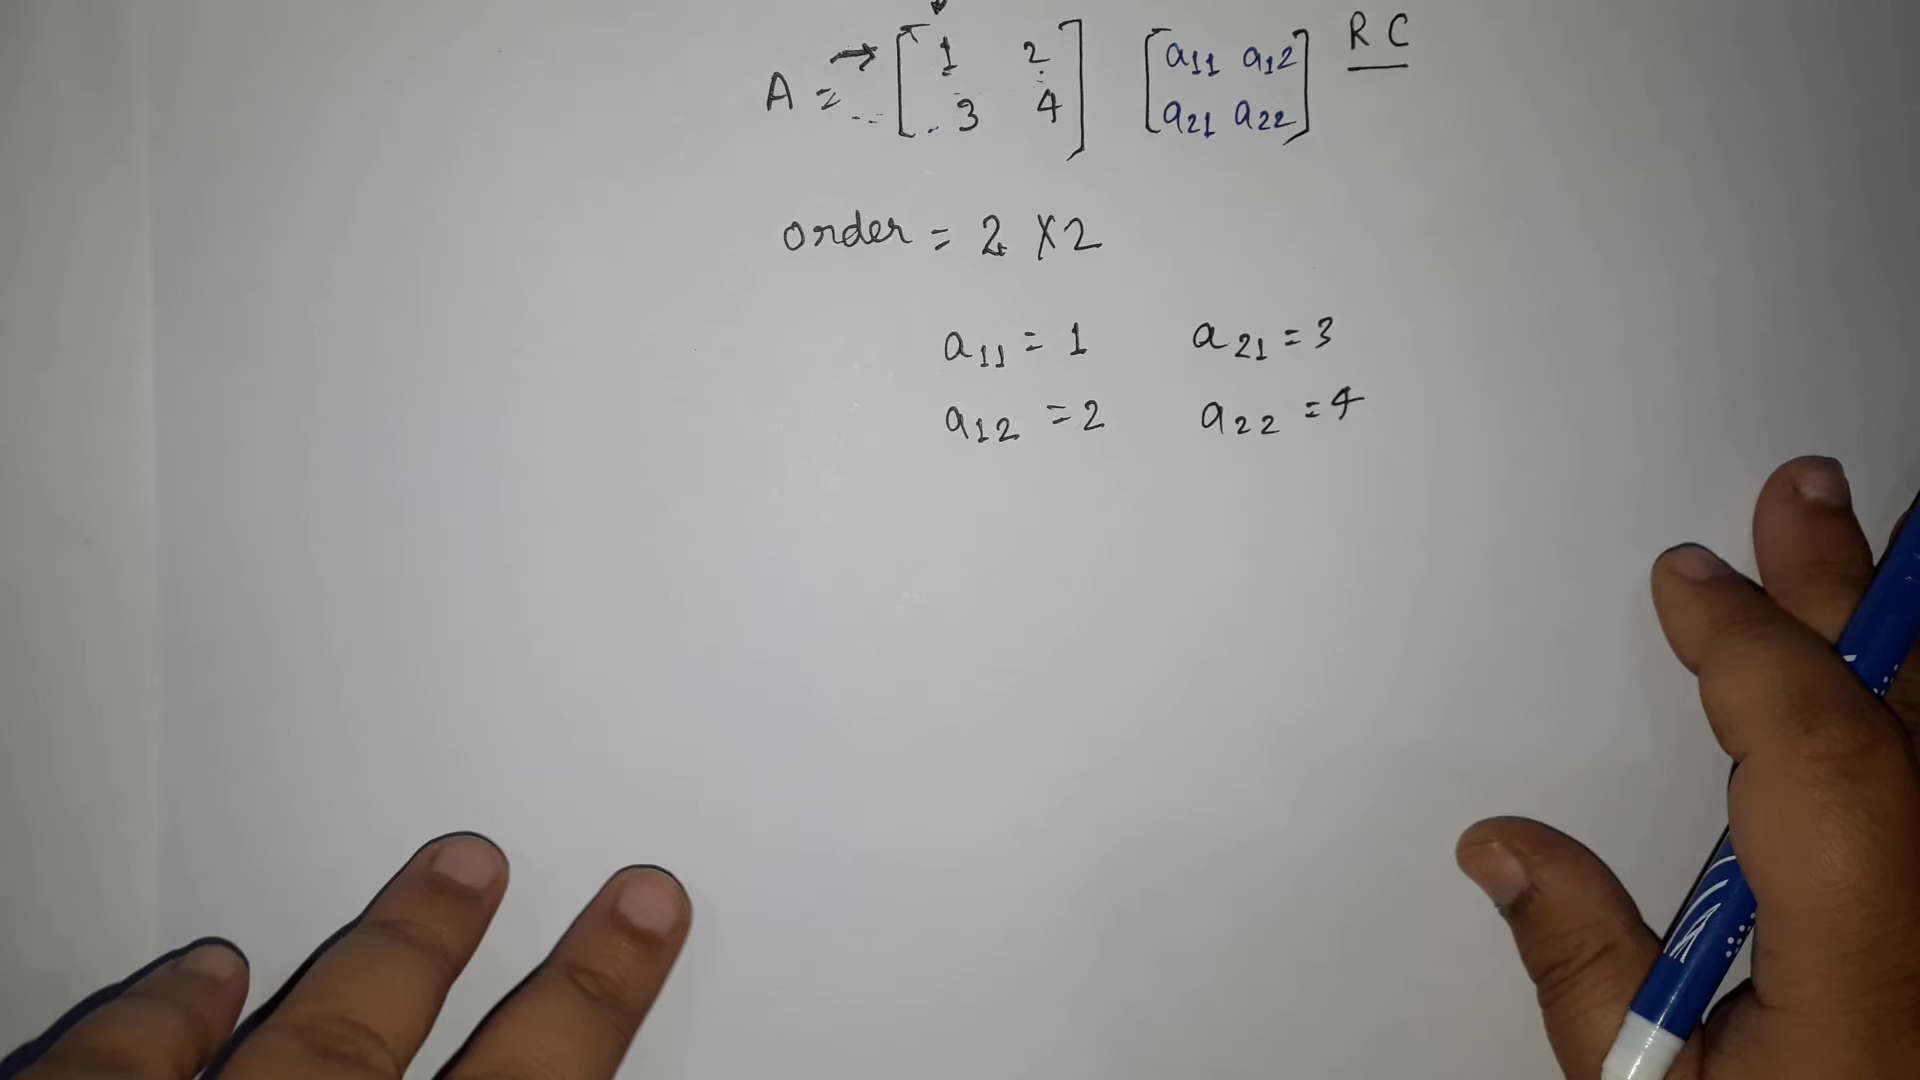 A = [1 2 3 4] [a11 a12 a21 a22] R C
order = 2 X 2
a11 = 1 a21 = 3
a12 = 2 a22 = 4